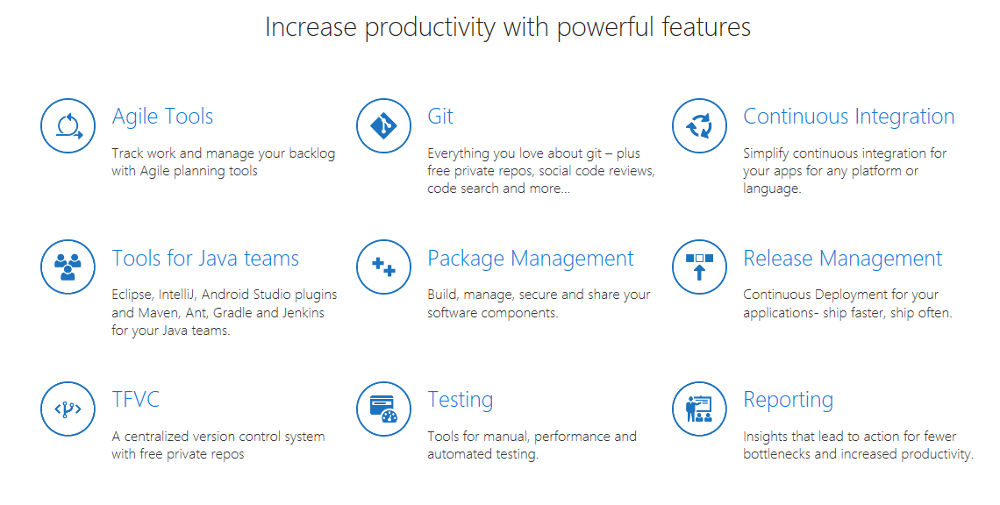 Increase productivity with powerful features
Agile Tools
Track work and manage your backlog
with Agile planning tools
Git
Everything you love about git – plus
free private repos, social code reviews,
code search and more...
Continuous Integration
Simplify continuous integration for
your apps for any platform or
language.
Tools for Java teams
Eclipse, IntelliJ, Android Studio plugins
and Maven, Ant, Gradle and Jenkins
for your Java teams.
Package Management
Build, manage, secure and share your
software components.
Release Management
Continuous Deployment for your
applications- ship faster, ship often.
TFVC
A centralized version control system
with free private repos
Testing
Tools for manual, performance and
automated testing.
Reporting
Insights that lead to action for fewer
bottlenecks and increased productivity.